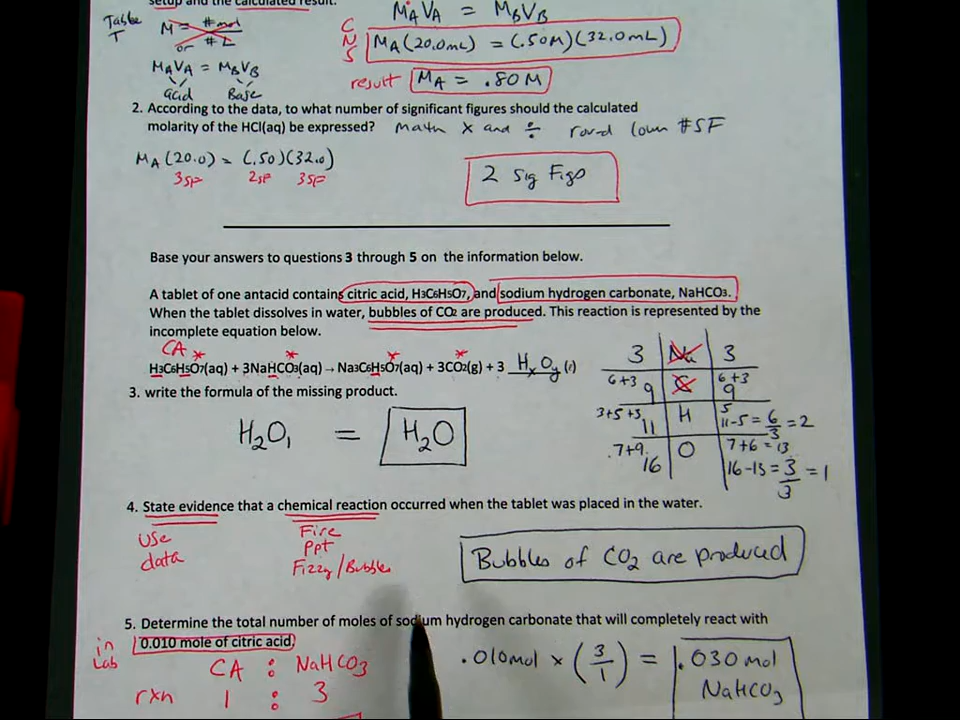 setup and the calculated result.
Table T
M = #mol / # L
or
MAVA = MBVB
acid Base
MAVA = MBVB
C N S
MA(20.0mL) = (.50M)(32.0mL)
result MA = .80M
2. According to the data, to what number of significant figures should the calculated
molarity of the HCl(aq) be expressed? math x and ÷ round lower #SF
MA(20.0) = (.50)(32.0)
3SF 2SF 3SF
2 Sig Figs
Base your answers to questions 3 through 5 on the information below.
A tablet of one antacid contains citric acid, H3C6H5O7, and sodium hydrogen carbonate, NaHCO3.
When the tablet dissolves in water, bubbles of CO2 are produced. This reaction is represented by the
incomplete equation below.
CA
H3C6H5O7(aq) + 3NaHCO3(aq) → Na3C6H5O7(aq) + 3CO2(g) + 3 HxOy(l)
3. write the formula of the missing product.
H2O1 = H2O
3 Na 3
6+3 9 C 6+3 9
3+5+3 11 H 5 11-5 = 6/3 = 2
7+9 16 O 7+6 = 13
16-13 = 3/3 = 1
4. State evidence that a chemical reaction occurred when the tablet was placed in the water.
use data
Fire
Ppt
Fizzy/Bubbles
Bubbles of CO2 are produced
5. Determine the total number of moles of sodium hydrogen carbonate that will completely react with
in Lab
0.010 mole of citric acid.
CA : NaHCO3
rxn 1 : 3
.010mol x (3/1) = .030 mol
NaHCO3